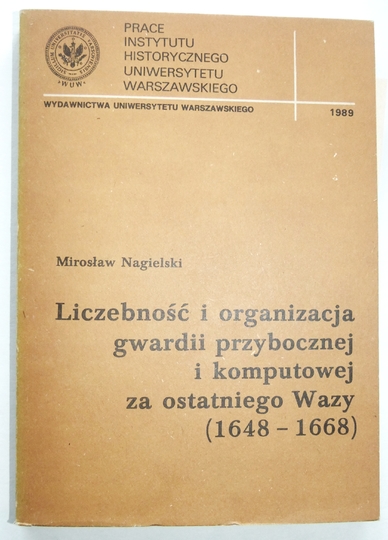 PRACE
INSTYTUTU
HISTORYCZNEGO
UNIWERSYTETU
WARSZAWSKIEGO
WUW
WYDAWNICTWA UNIWERSYTETU WARSZAWSKIEGO
1989
Mirosław Nagielski
Liczebność i organizacja
gwardii przybocznej
i komputowej
za ostatniego Wazy
(1648 – 1668)